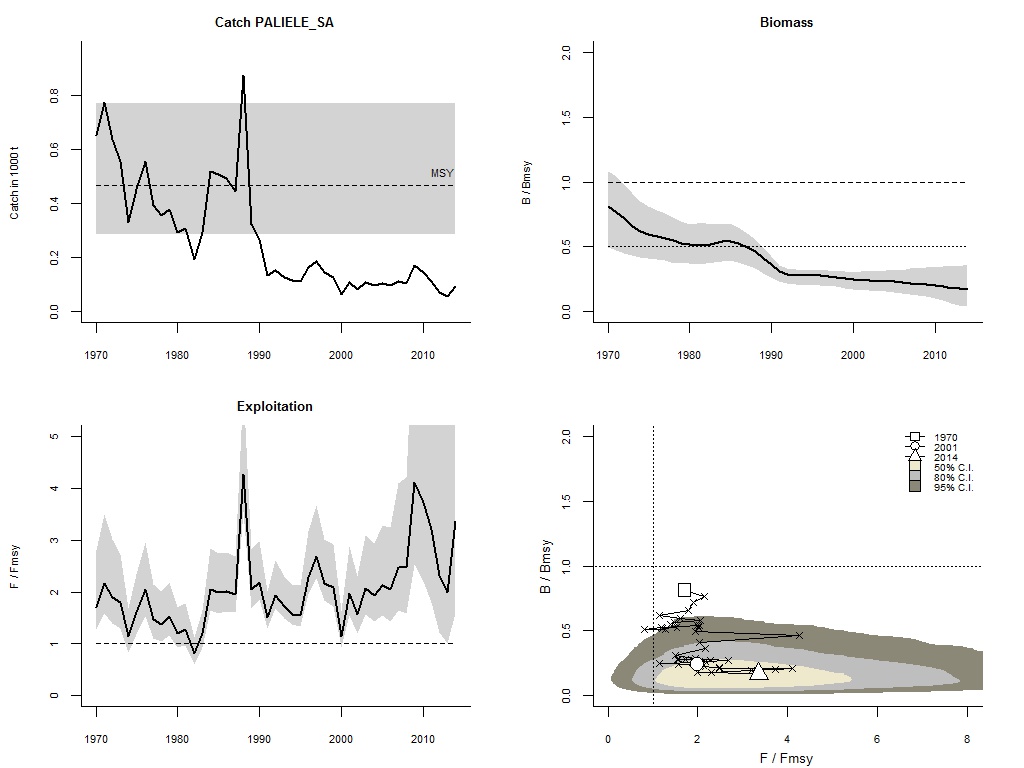 Catch PALIELE_SA
Catch in 1000 t
0.0 0.2 0.4 0.6 0.8
MSY
1970 1980 1990 2000 2010
Biomass
B / Bmsy
0.0 0.5 1.0 1.5 2.0
1970 1980 1990 2000 2010
Exploitation
F / Fmsy
0 1 2 3 4 5
1970 1980 1990 2000 2010
B / Bmsy
0.0 0.5 1.0 1.5 2.0
1970
2001
2014
50% C.I.
80% C.I.
95% C.I.
0 2 4 6 8
F / Fmsy